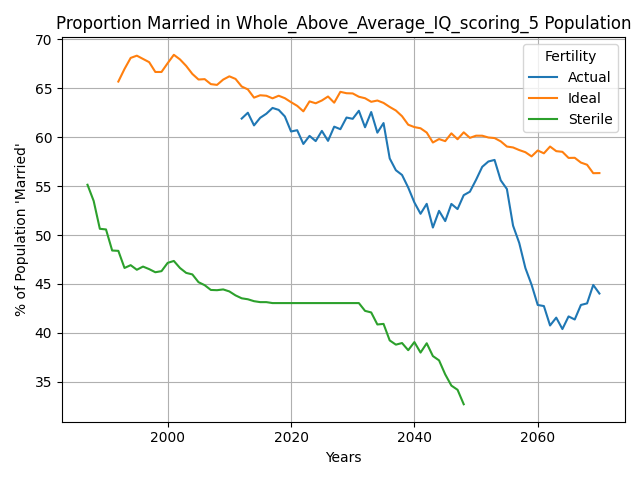 Proportion Married in Whole_Above_Average_IQ_scoring_5 Population
Fertility
Actual
Ideal
Sterile
% of Population 'Married'
70
65
60
55
50
45
40
35
2000
2020
2040
2060
Years